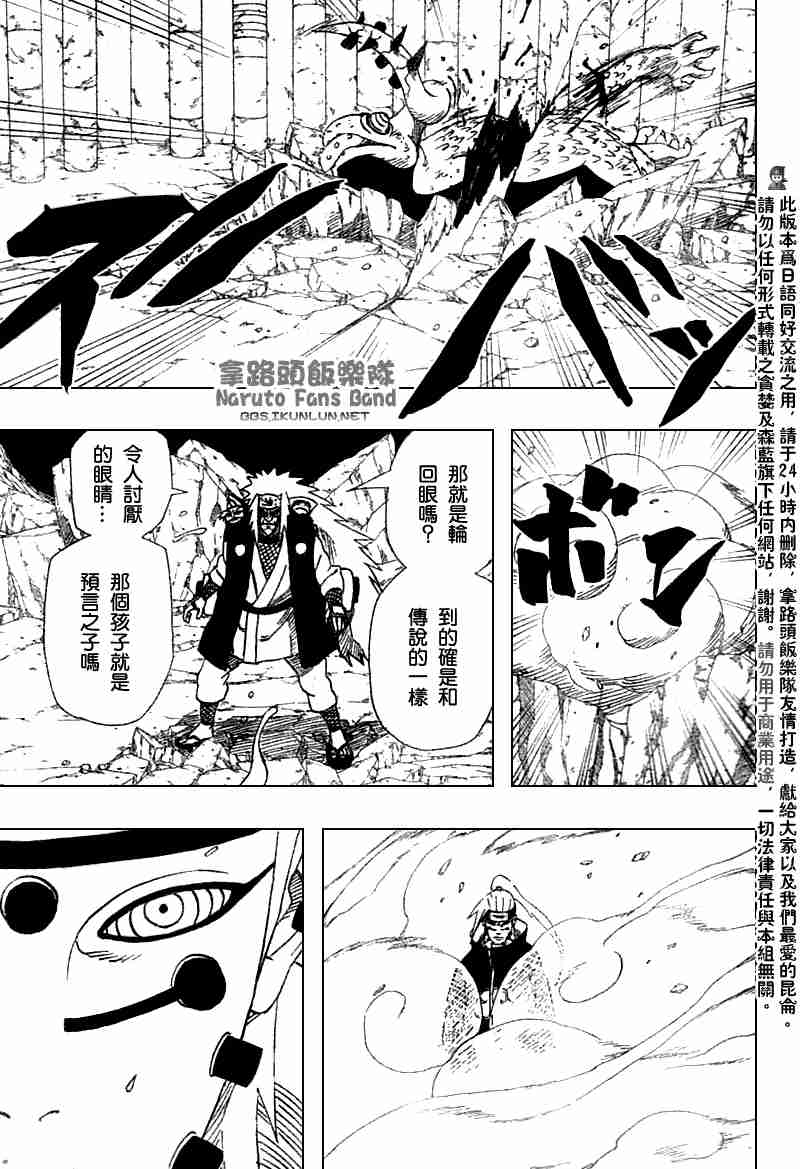 ズバッ
拿路頭飯樂隊
Naruto Fans Band
BBS.IKUNLUN.NET
ボン
那就是輪
回眼嗎?
到的確是和
傳說的一樣
令人討厭
的眼睛…
那個孩子就是
預言之子嗎
此版本爲日語同好交流之用，請于24小時内删除，拿路頭飯樂隊友情打造，獻給大家以及我們最愛的昆侖。
請勿以任何形式轉載之貪婪及森藍旗下任何網站，謝謝。請勿用于商業用途，一切法律責任與本組無關。